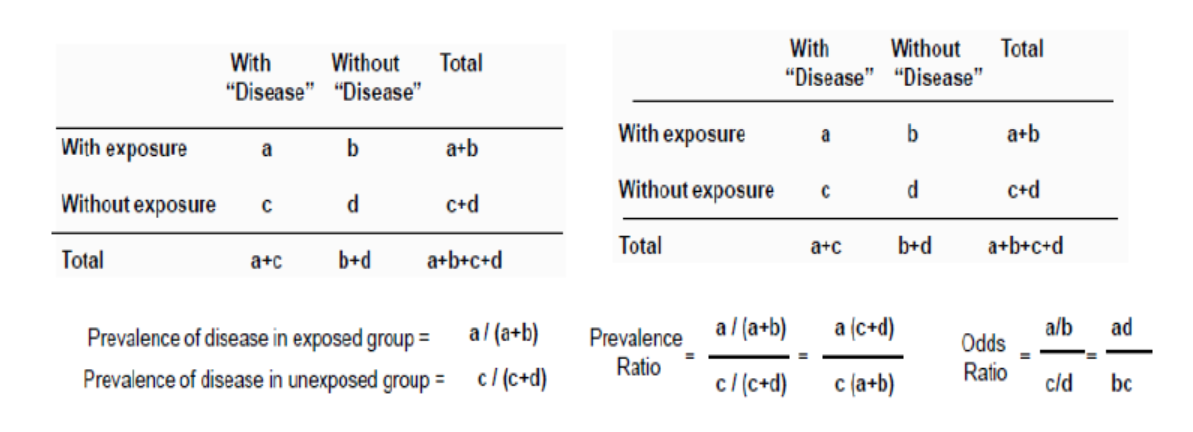 With Without Total
“Disease” “Disease”
With exposure a b a+b
Without exposure c d c+d
Total a+c b+d a+b+c+d
Prevalence of disease in exposed group = a / (a+b)
Prevalence of disease in unexposed group = c / (c+d)
With Without Total
“Disease” “Disease”
With exposure a b a+b
Without exposure c d c+d
Total a+c b+d a+b+c+d
Prevalence Ratio = a / (a+b) / c / (c+d) = a (c+d) / c (a+b)
Odds Ratio = a/b / c/d = ad / bc